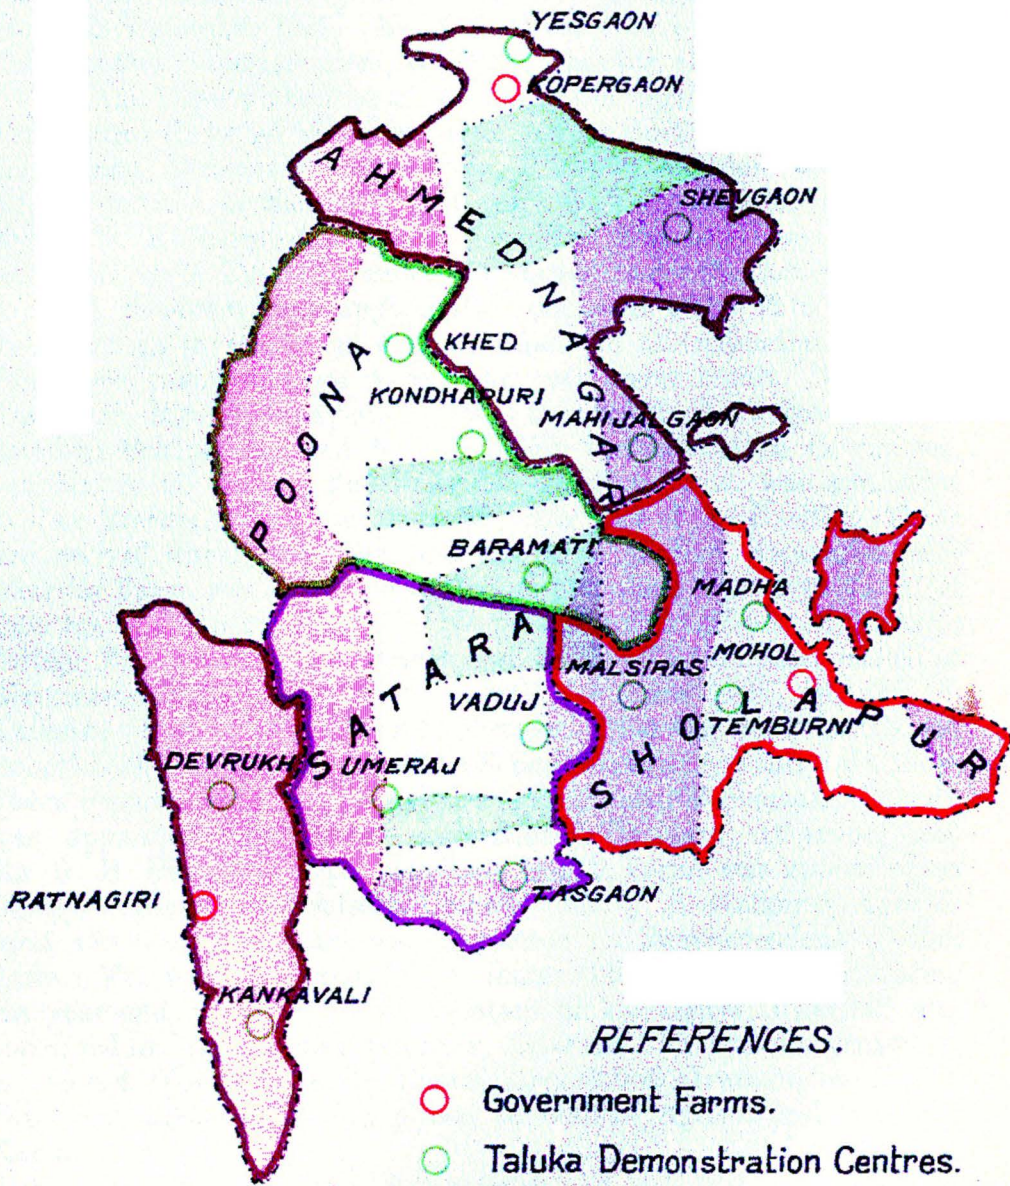 YESGAON
KOPERGAON
AHMEDNAGAR
SHEVGAON
KHED
KONDHAPURI
MAHIJALGAON
POONA
BARAMATI
MADHA
MALSIRAS
MOHOL
SATARA
VADUJ
TEMBURNI
SHOLAPUR
DEVRUKH
UMERAJ
TASGAON
RATNAGIRI
KANKAVALI
REFERENCES.
Government Farms.
Taluka Demonstration Centres.